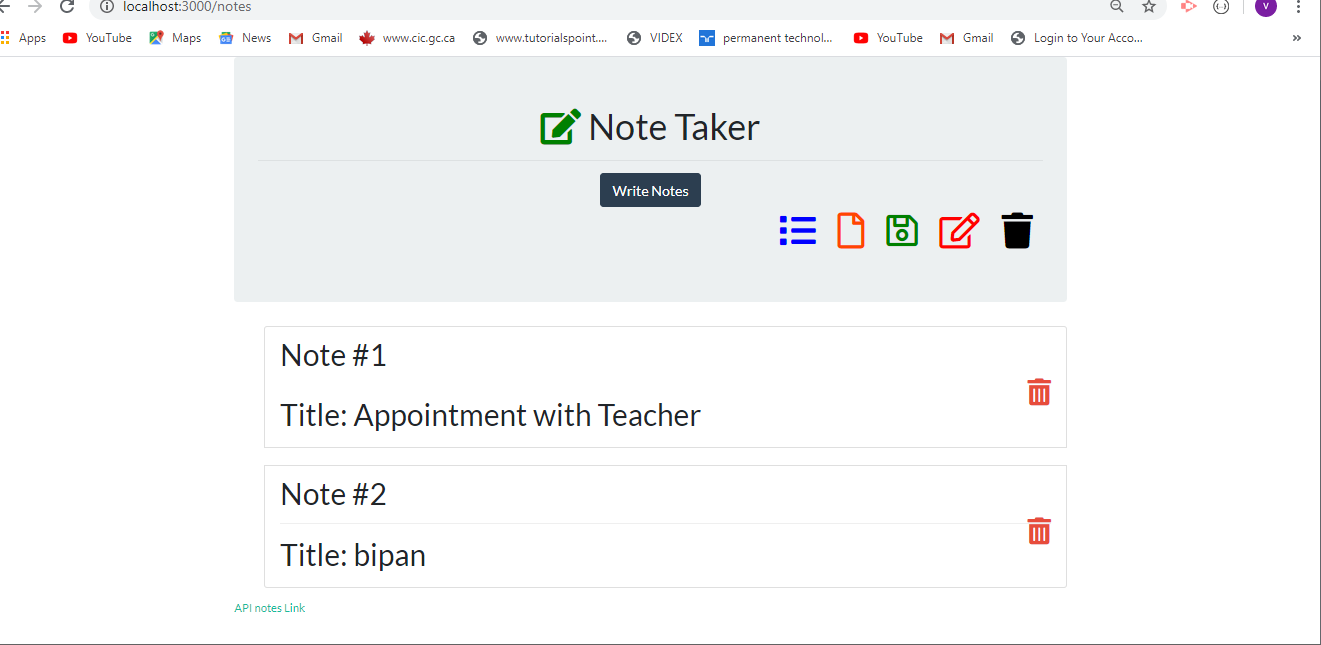 localhost:3000/notes
V
Apps YouTube Maps News Gmail www.cic.gc.ca www.tutorialspoint.... VIDEX permanent technol... YouTube Gmail Login to Your Acco... »
Note Taker
Write Notes
Note #1
Title: Appointment with Teacher
Note #2
Title: bipan
API notes Link